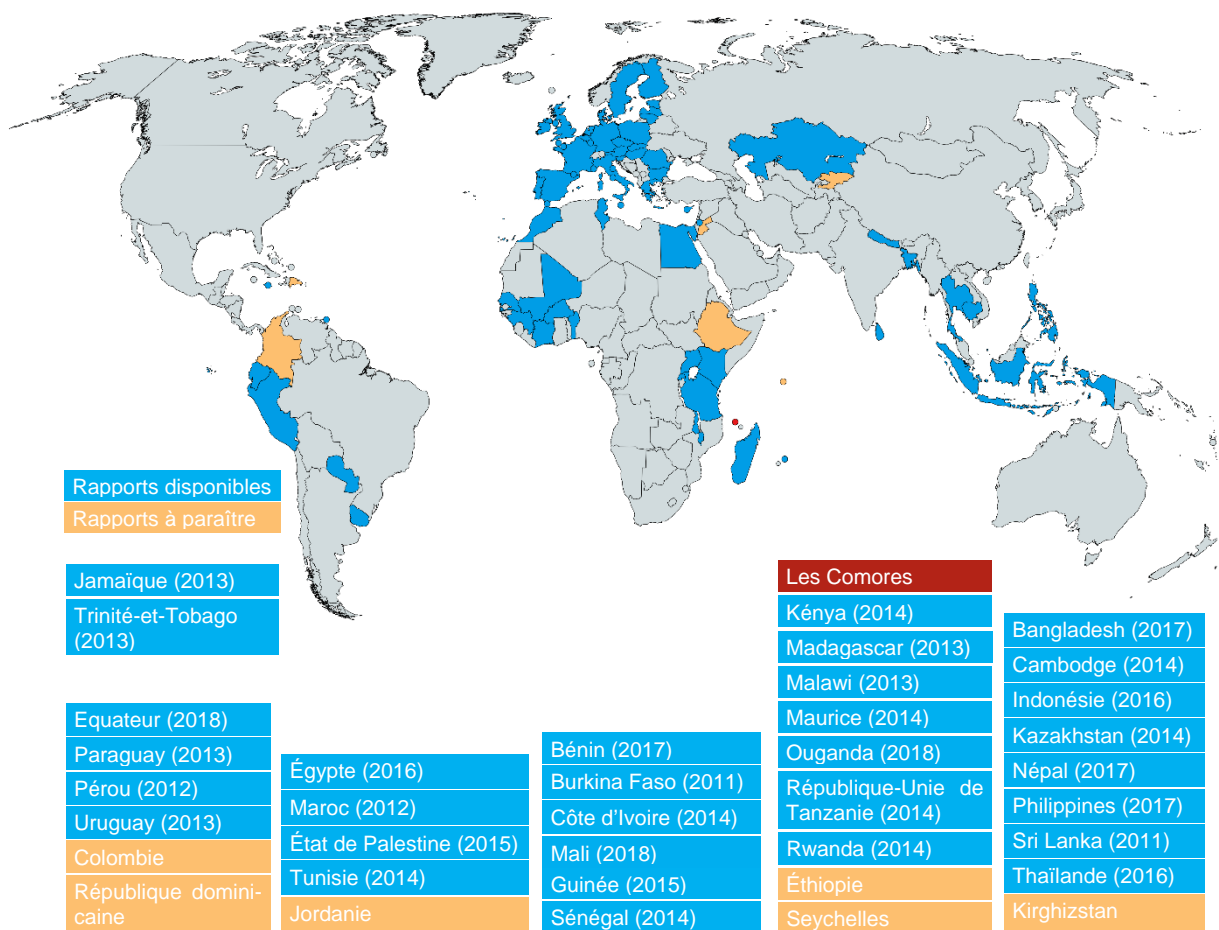 Rapports disponibles
Rapports à paraître
Jamaïque (2013)
Trinité-et-Tobago
(2013)
Equateur (2018)
Paraguay (2013)
Pérou (2012)
Uruguay (2013)
Colombie
République domini-
caine
Égypte (2016)
Maroc (2012)
État de Palestine (2015)
Tunisie (2014)
Jordanie
Bénin (2017)
Burkina Faso (2011)
Côte d'Ivoire (2014)
Mali (2018)
Guinée (2015)
Sénégal (2014)
Les Comores
Kénya (2014)
Madagascar (2013)
Malawi (2013)
Maurice (2014)
Ouganda (2018)
République-Unie de
Tanzanie (2014)
Rwanda (2014)
Éthiopie
Seychelles
Bangladesh (2017)
Cambodge (2014)
Indonésie (2016)
Kazakhstan (2014)
Népal (2017)
Philippines (2017)
Sri Lanka (2011)
Thaïlande (2016)
Kirghizstan